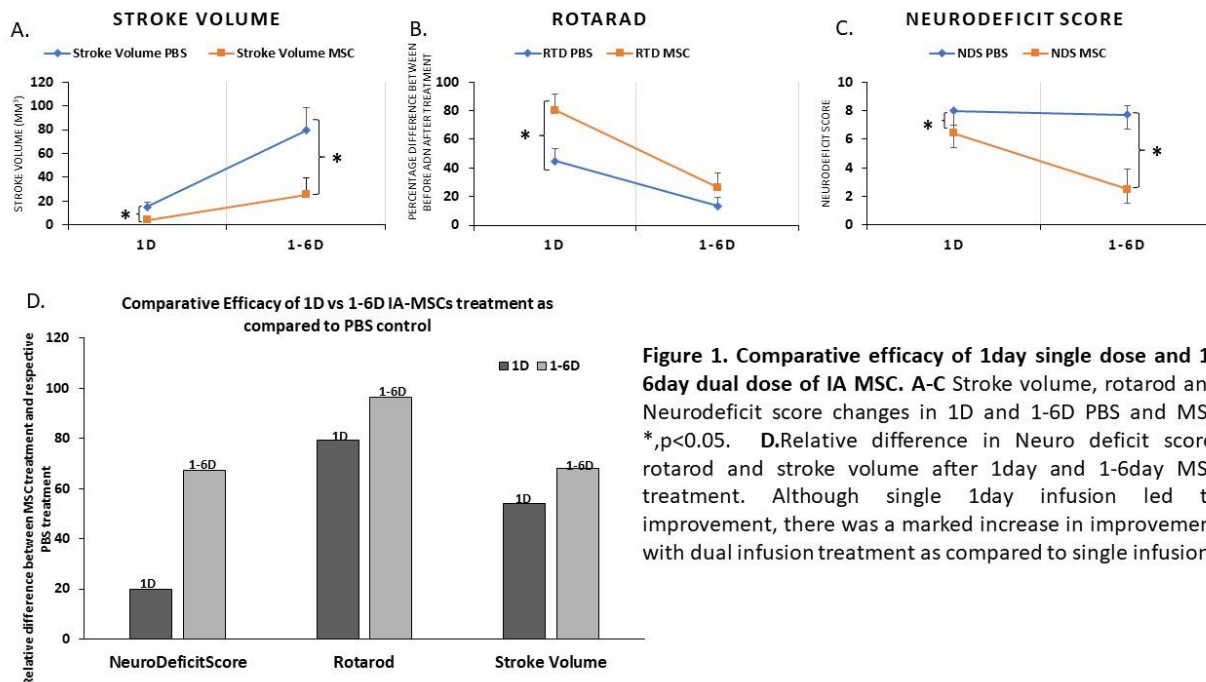 A.
STROKE VOLUME
Stroke Volume PBS
Stroke Volume MSC
STROKE VOLUME (MM³)
120
100
80
60
40
20
0
*
*
1D
1-6D
B.
ROTARAD
RTD PBS
RTD MSC
PERCENTAGE DIFFERENCE BETWEEN
BEFORE ADN AFTER TREATMENT
100
80
60
40
20
0
*
1D
1-6D
C.
NEURODEFICIT SCORE
NDS PBS
NDS MSC
NEURODEFICIT SCORE
10
8
6
4
2
0
*
*
1D
1-6D
D.
Comparative Efficacy of 1D vs 1-6D IA-MSCs treatment as
compared to PBS control
Relative difference between MSC treatment and respective
PBS treatment
120
100
80
60
40
20
0
1D
1-6D
1D
1-6D
1D
1-6D
1D
1-6D
NeuroDeficitScore
Rotarod
Stroke Volume
Figure 1. Comparative efficacy of 1day single dose and 1
6day dual dose of IA MSC. A-C Stroke volume, rotarod an
Neurodeficit score changes in 1D and 1-6D PBS and MS
*,p<0.05. D.Relative difference in Neuro deficit score
rotarod and stroke volume after 1day and 1-6day MS
treatment. Although single 1day infusion led t
improvement, there was a marked increase in improvemen
with dual infusion treatment as compared to single infusion